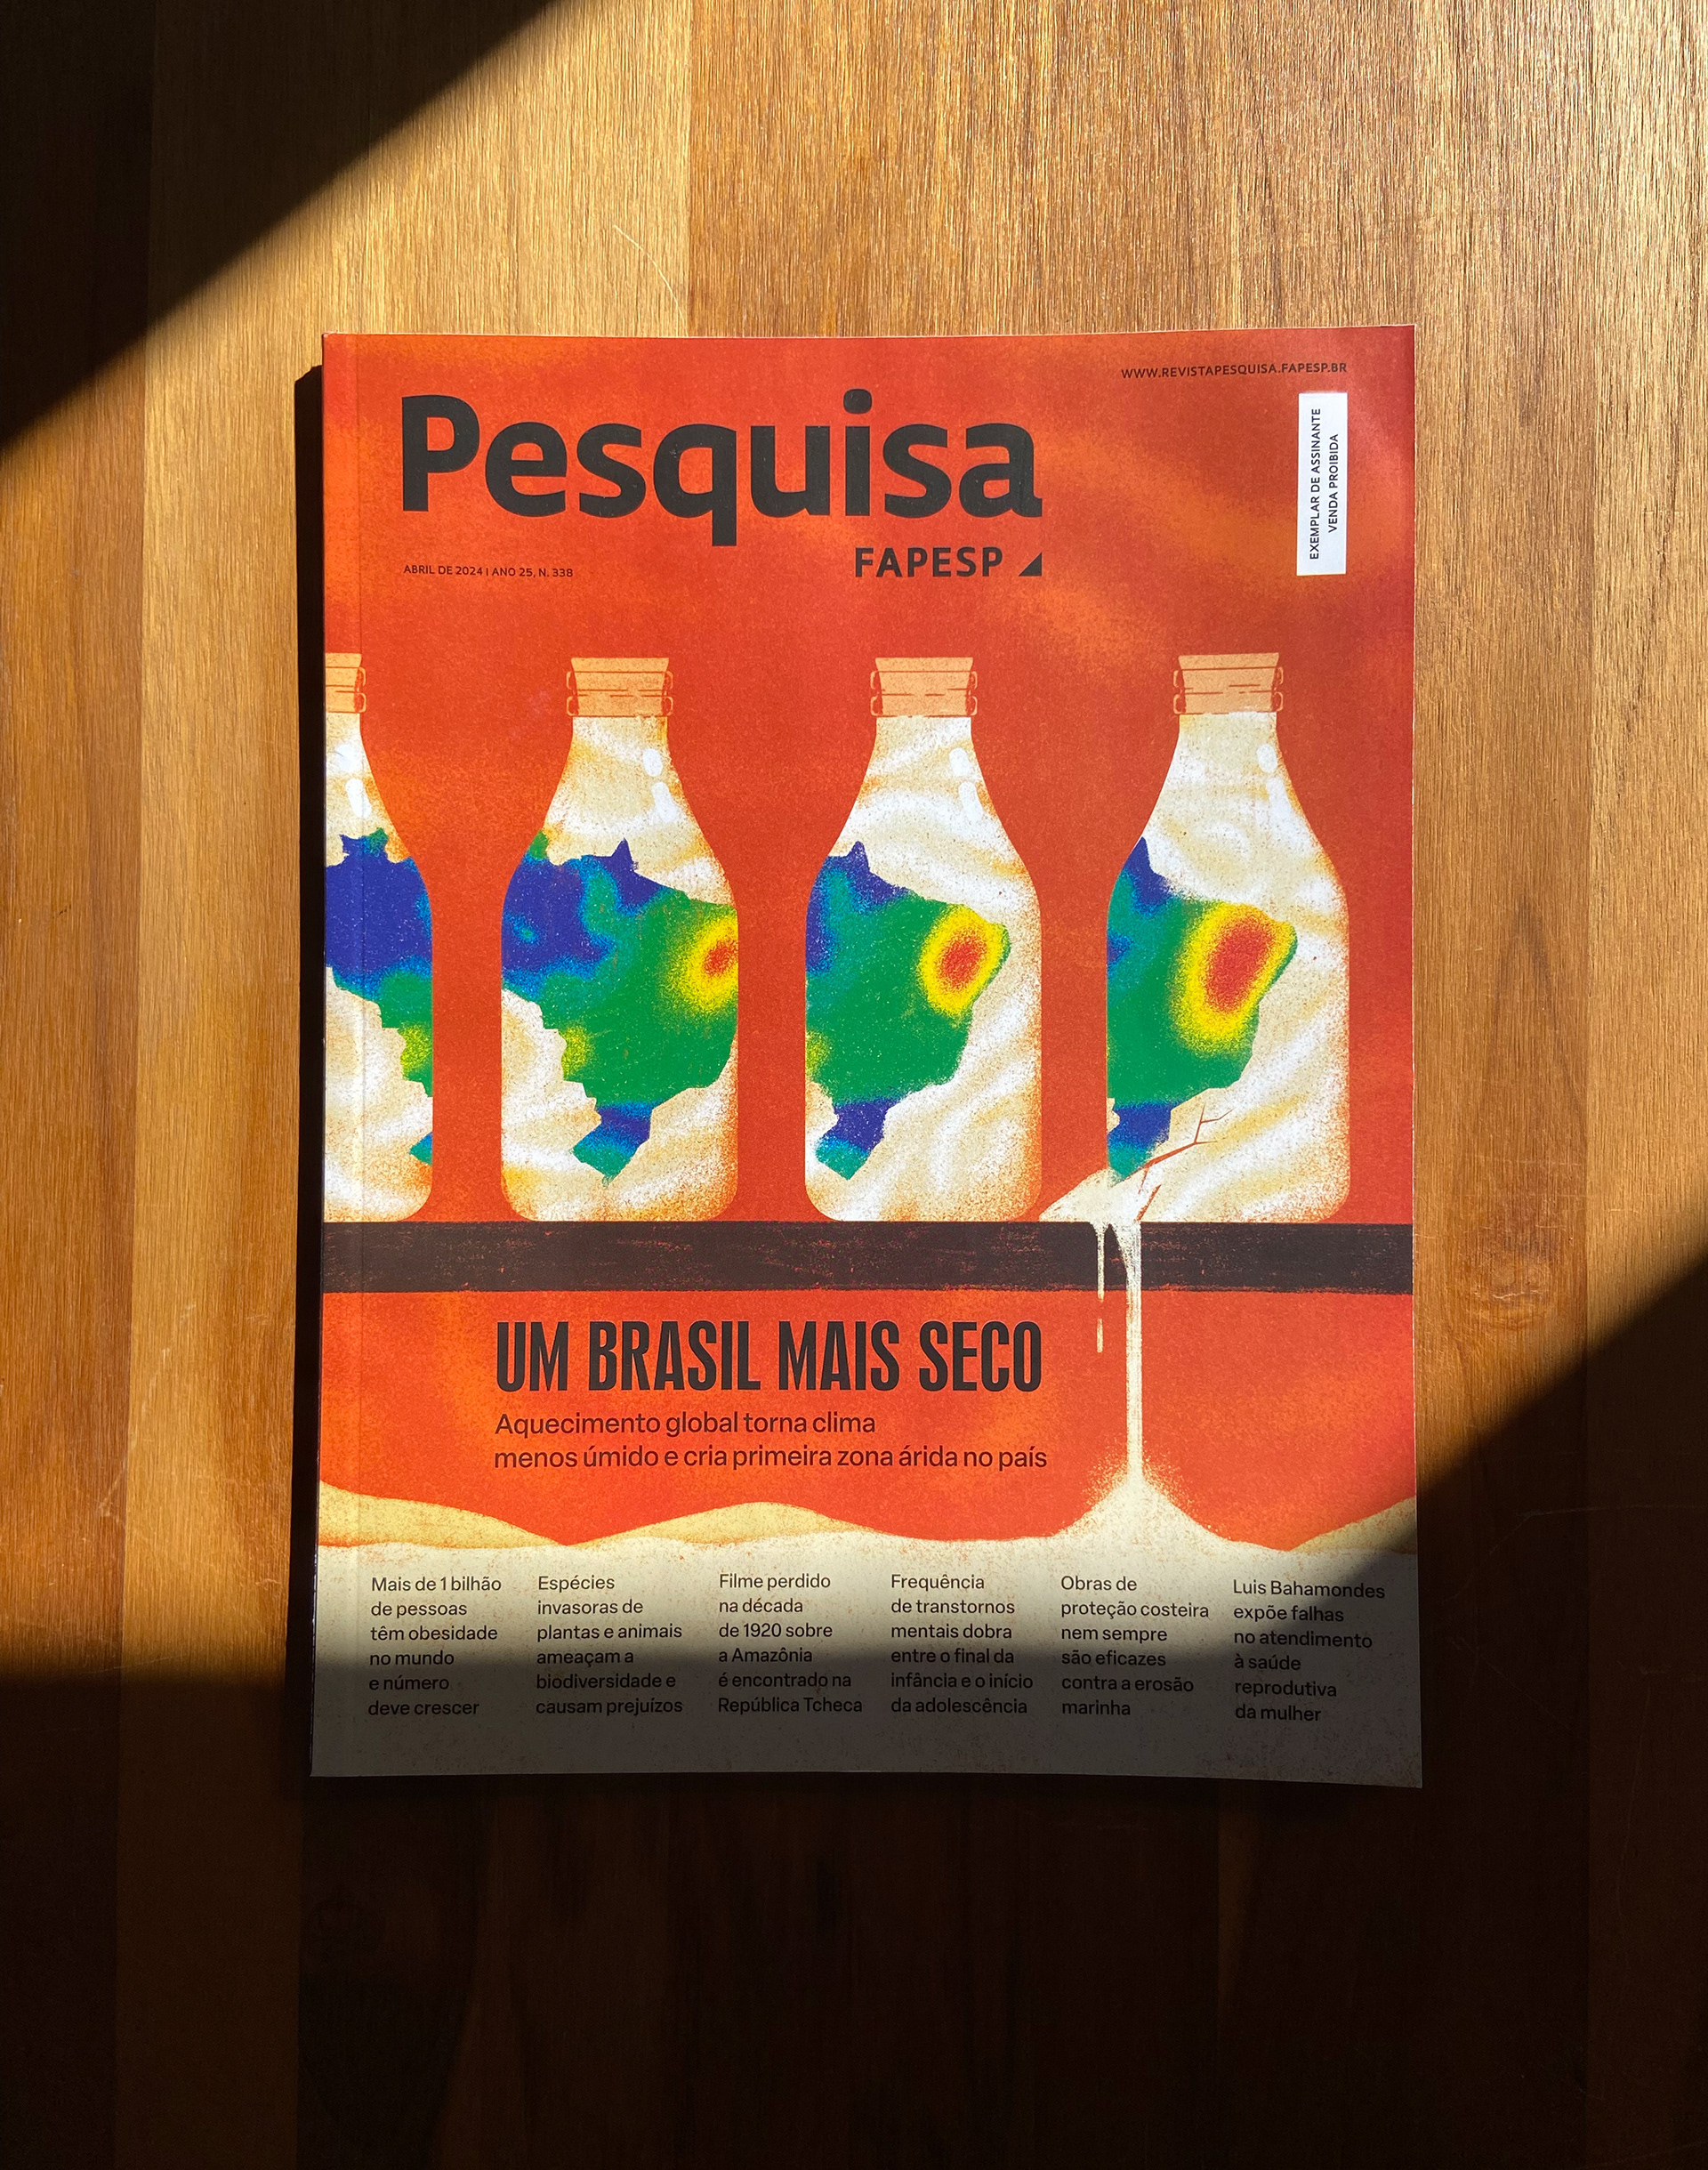 WWW.REVISTAPESQUISA.FAPESP.BR
Pesquisa
FAPESP
ABRIL DE 2024 | ANO 25, N. 338
EXEMPLAR DE ASSINANTE
VENDA PROIBIDA
UM BRASIL MAIS SECO
Aquecimento global torna clima
menos úmido e cria primeira zona árida no país
Mais de 1 bilhão
de pessoas
têm obesidade
no mundo
e número
deve crescer
Espécies
invasoras de
plantas e animais
ameaçam a
biodiversidade e
causam prejuízos
Filme perdido
na década
de 1920 sobre
a Amazônia
é encontrado na
República Tcheca
Frequência
de transtornos
mentais dobra
entre o final da
infância e o início
da adolescência
Obras de
proteção costeira
nem sempre
são eficazes
contra a erosão
marinha
Luis Bahamondes
expõe falhas
no atendimento
à saúde
reprodutiva
da mulher